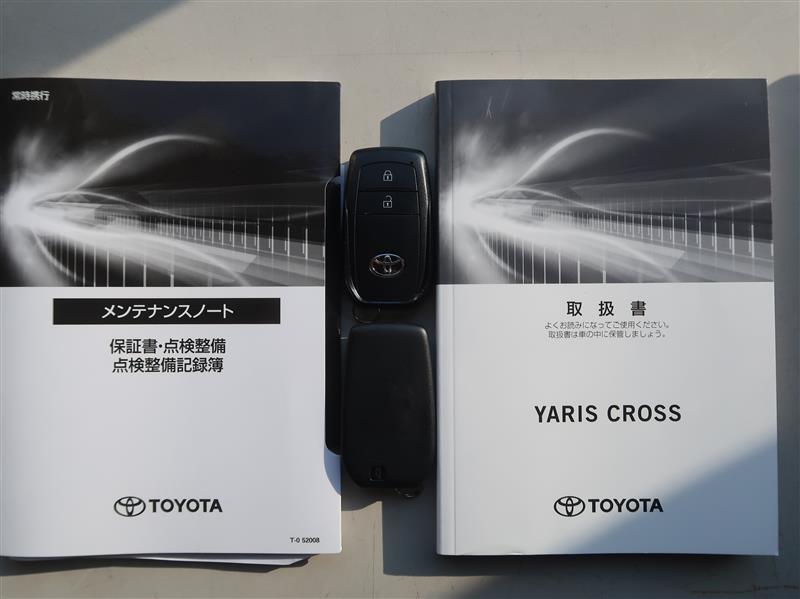 常時携行
メンテナンスノート
保証書・点検整備
点検整備記録簿
TOYOTA
T-0 52008
取扱書
よくお読みになってご使用ください。
取扱書は車の中に保管しましょう。
YARIS CROSS
TOYOTA